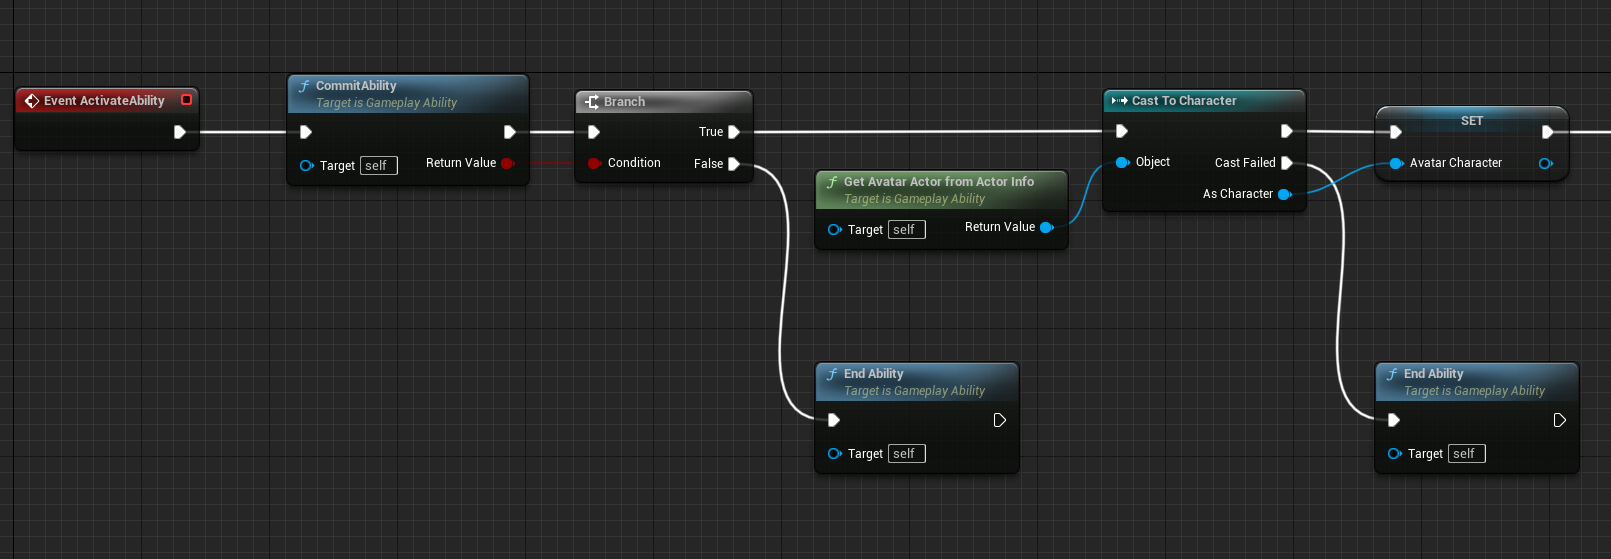 Event ActivateAbility
CommitAbility
Target is Gameplay Ability
Target self Return Value
Branch
True
Condition False
Get Avatar Actor from Actor Info
Target is Gameplay Ability
Target self Return Value
Cast To Character
Object Cast Failed
As Character
SET
Avatar Character
End Ability
Target is Gameplay Ability
Target self
End Ability
Target is Gameplay Ability
Target self